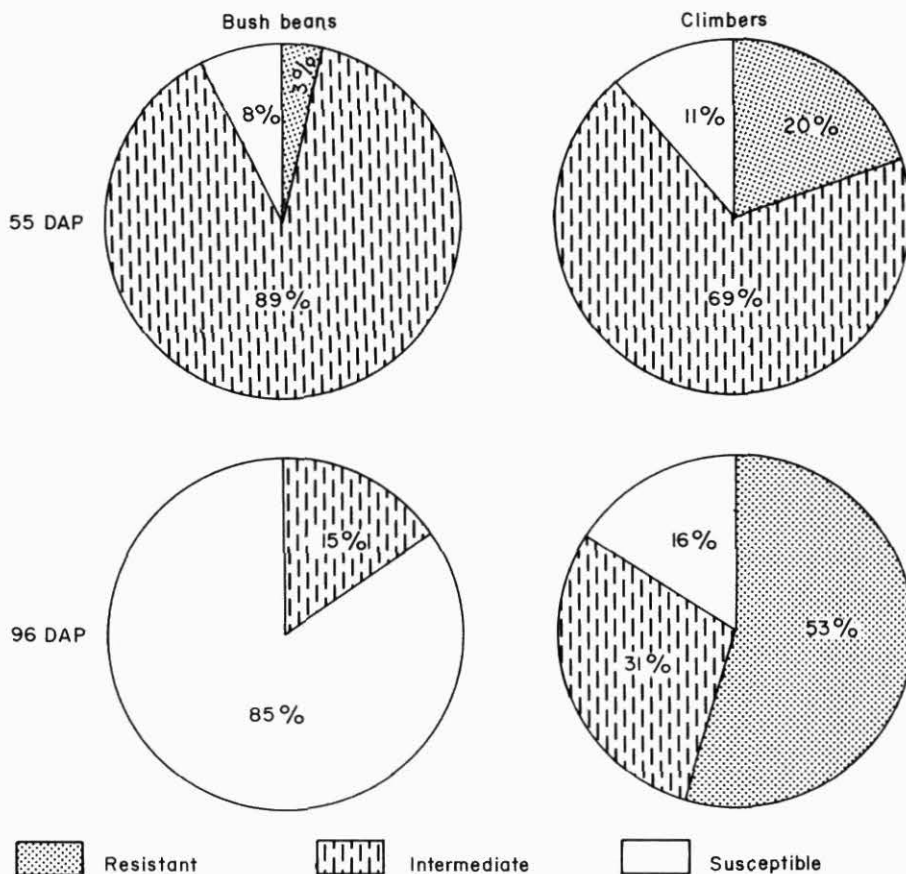 Bush beans
Climbers
8%
3%
11%
20%
55 DAP
89%
69%
15%
16%
96 DAP
53%
31%
85%
Resistant
Intermediate
Susceptible